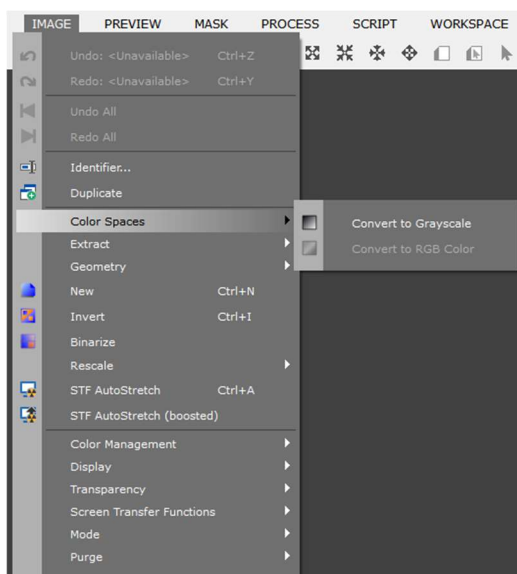 IMAGE PREVIEW MASK PROCESS SCRIPT WORKSPACE
Undo: <Unavailable> Ctrl+Z
Redo: <Unavailable> Ctrl+Y
Undo All
Redo All
Identifier...
Duplicate
Color Spaces
Convert to Grayscale
Convert to RGB Color
Extract
Geometry
New Ctrl+N
Invert Ctrl+I
Binarize
Rescale
STF AutoStretch Ctrl+A
STF AutoStretch (boosted)
Color Management
Display
Transparency
Screen Transfer Functions
Mode
Purge